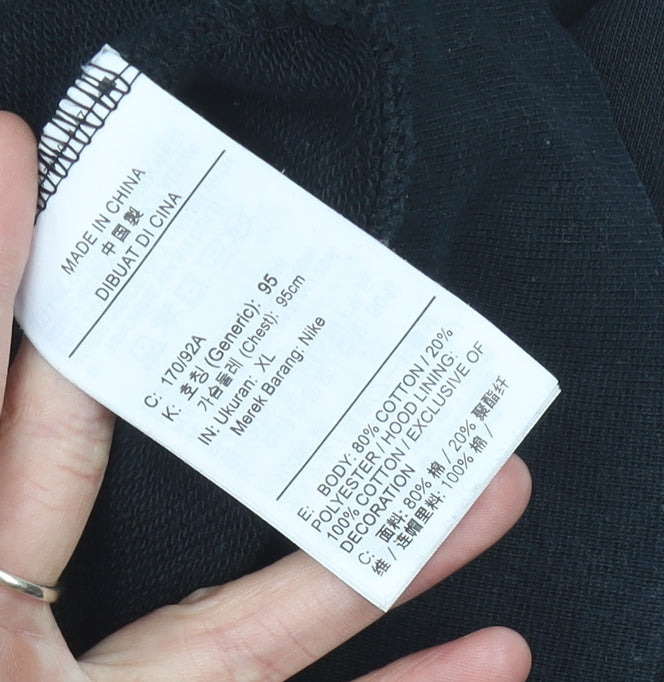 MADE IN CHINA
中国製
DIBUAT DI CINA
C: 170/92A
K: 호칭 (Generic): 95
가슴둘레 (Chest): 95cm
IN: Ukuran: XL
Merek Barang: Nike
E: BODY: 80% COTTON / 20%
POLYESTER / HOOD LINING:
100% COTTON / EXCLUSIVE OF
DECORATION
C: 面料: 80% 棉 / 20% 聚酯纤
维 / 连帽里料: 100% 棉 /